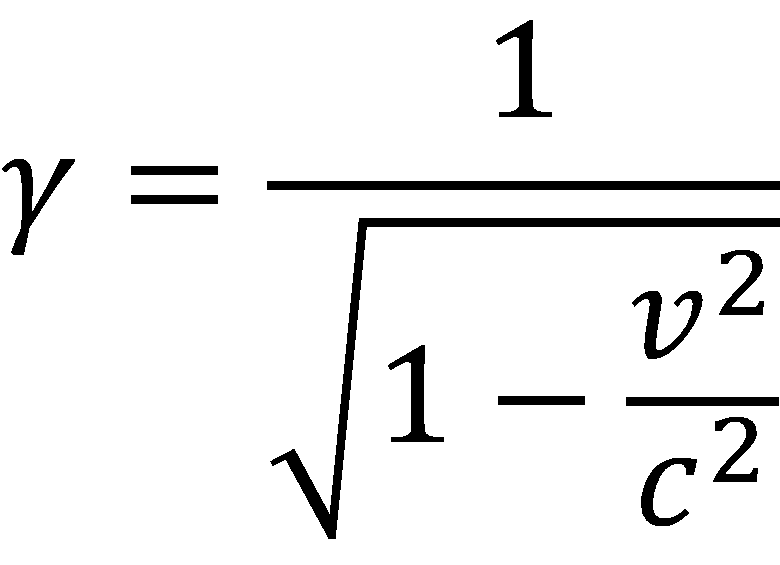 γ = 1 / √(1 − v²/c²)